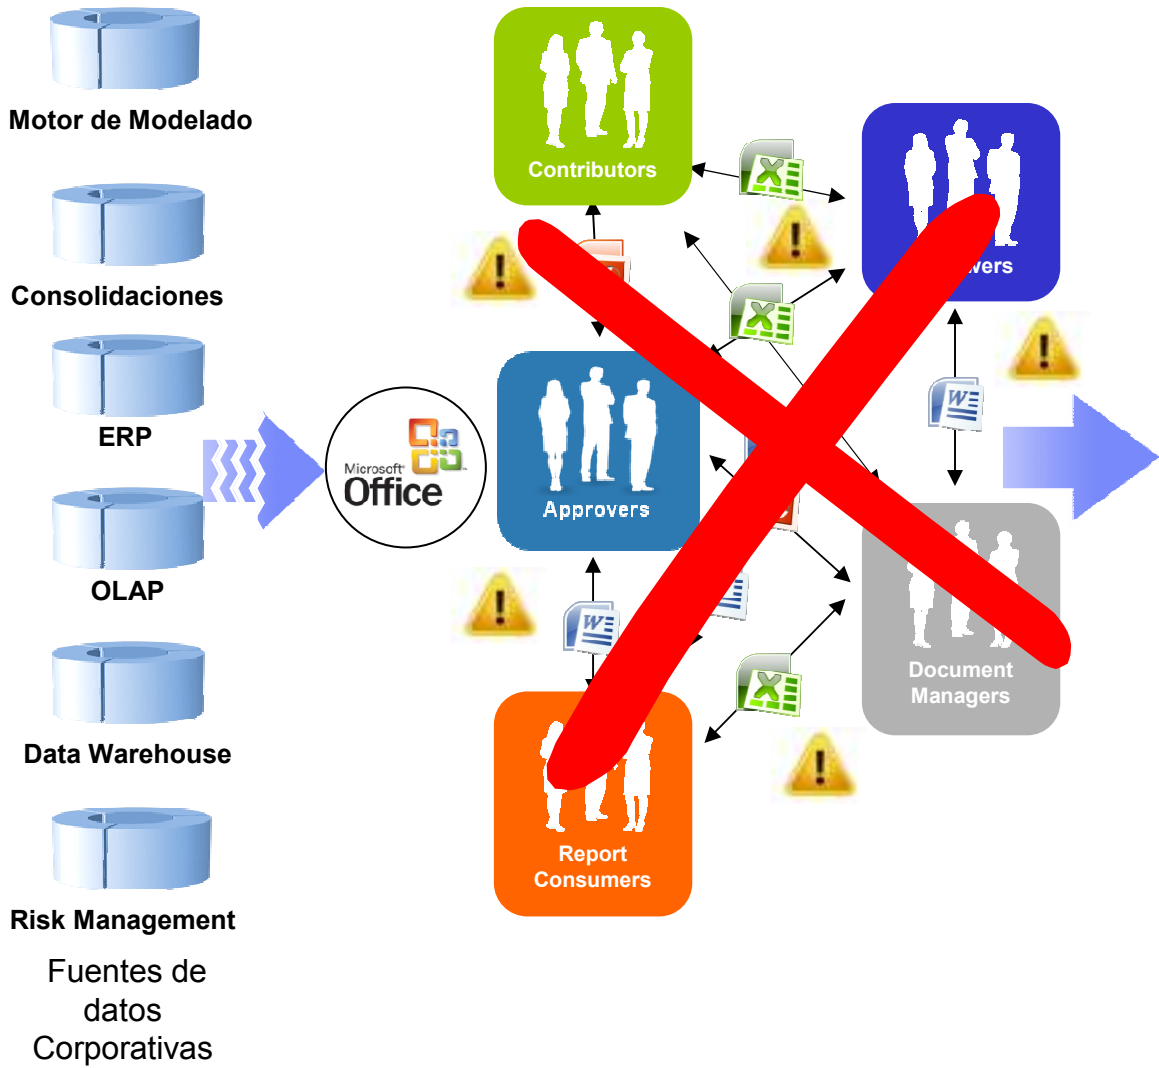 Motor de Modelado
Consolidaciones
ERP
OLAP
Data Warehouse
Risk Management
Fuentes de
datos
Corporativas
Microsoft
Office
Contributors
Approvers
Document
Managers
Report
Consumers